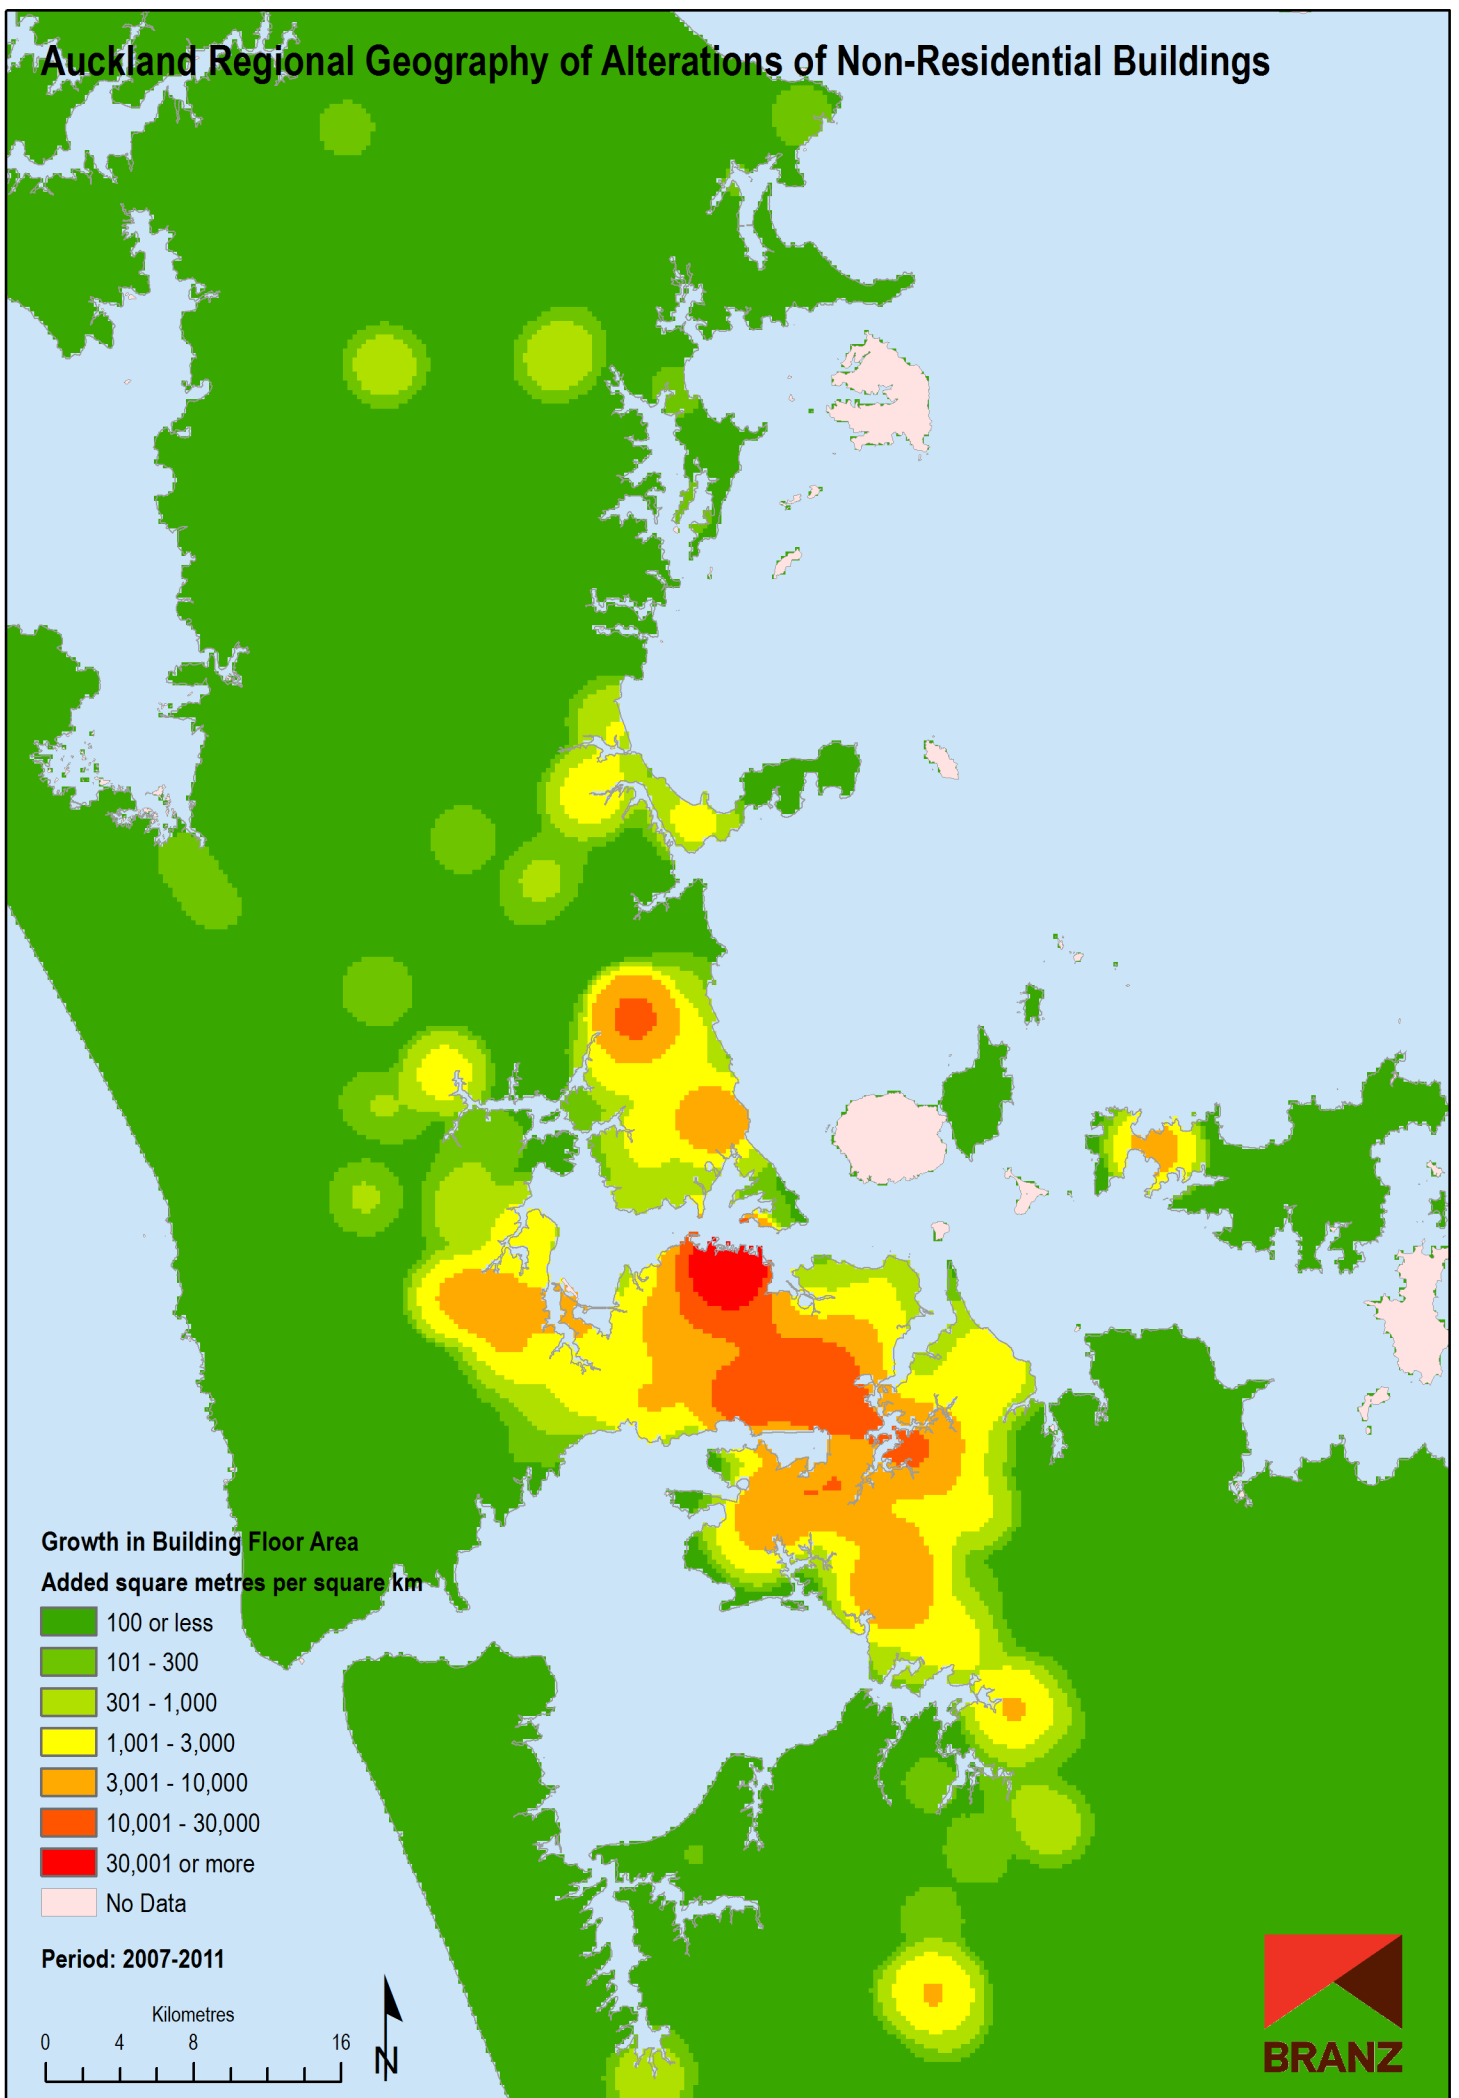 Auckland Regional Geography of Alterations of Non-Residential Buildings
Growth in Building Floor Area
Added square metres per square km
100 or less
101 - 300
301 - 1,000
1,001 - 3,000
3,001 - 10,000
10,001 - 30,000
30,001 or more
No Data
Period: 2007-2011
Kilometres
0 4 8 16
N
BRANZ